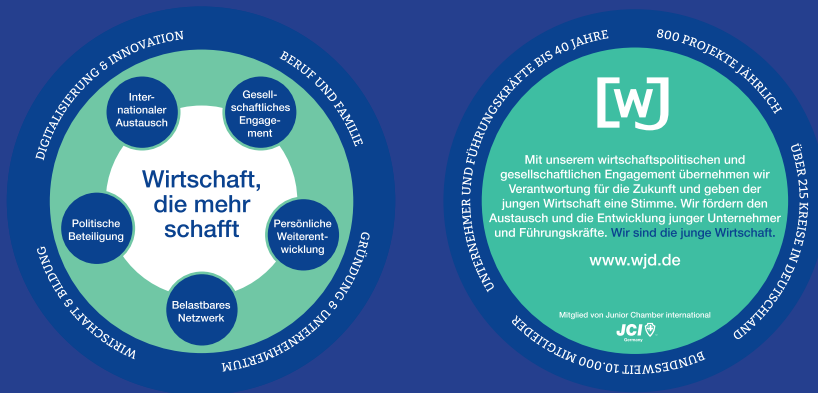 DIGITALISIERUNG & INNOVATION
BERUF UND FAMILIE
GRÜNDUNG & UNTERNEHMERTUM
WIRTSCHAFT & BILDUNG
Inter-
nationaler
Austausch
Gesell-
schaftliches
Engage-
ment
Politische
Beteiligung
Persönliche
Weiterent-
wicklung
Belastbares
Netzwerk
Wirtschaft,
die mehr
schafft
UNTERNEHMER UND FÜHRUNGSKRÄFTE BIS 40 JAHRE
800 PROJEKTE JÄHRLICH
ÜBER 215 KREISE IN DEUTSCHLAND
BUNDESWEIT 10.000 MITGLIEDER
WJ
Mit unserem wirtschaftspolitischen und
gesellschaftlichen Engagement übernehmen wir
Verantwortung für die Zukunft und geben der
jungen Wirtschaft eine Stimme. Wir fördern den
Austausch und die Entwicklung junger Unternehmer
und Führungskräfte. Wir sind die junge Wirtschaft.
www.wjd.de
Mitglied von Junior Chamber international
JCI
Germany